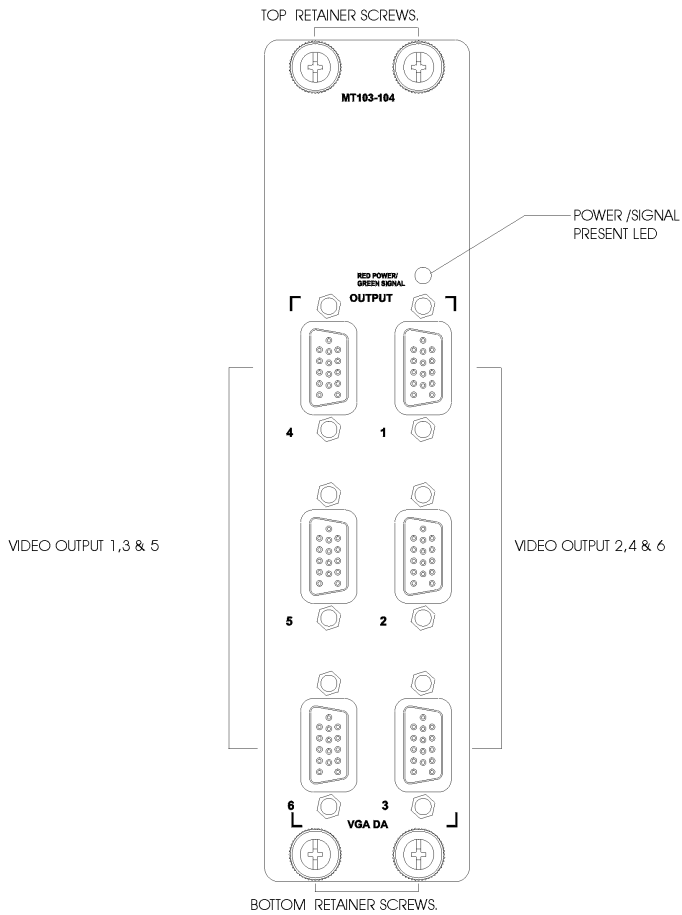 TOP RETAINER SCREWS.
MT103-104
POWER /SIGNAL
PRESENT LED
RED POWER/
GREEN SIGNAL
OUTPUT
4
1
VIDEO OUTPUT 1,3 & 5
VIDEO OUTPUT 2,4 & 6
5
2
6
3
VGA DA
BOTTOM RETAINER SCREWS.